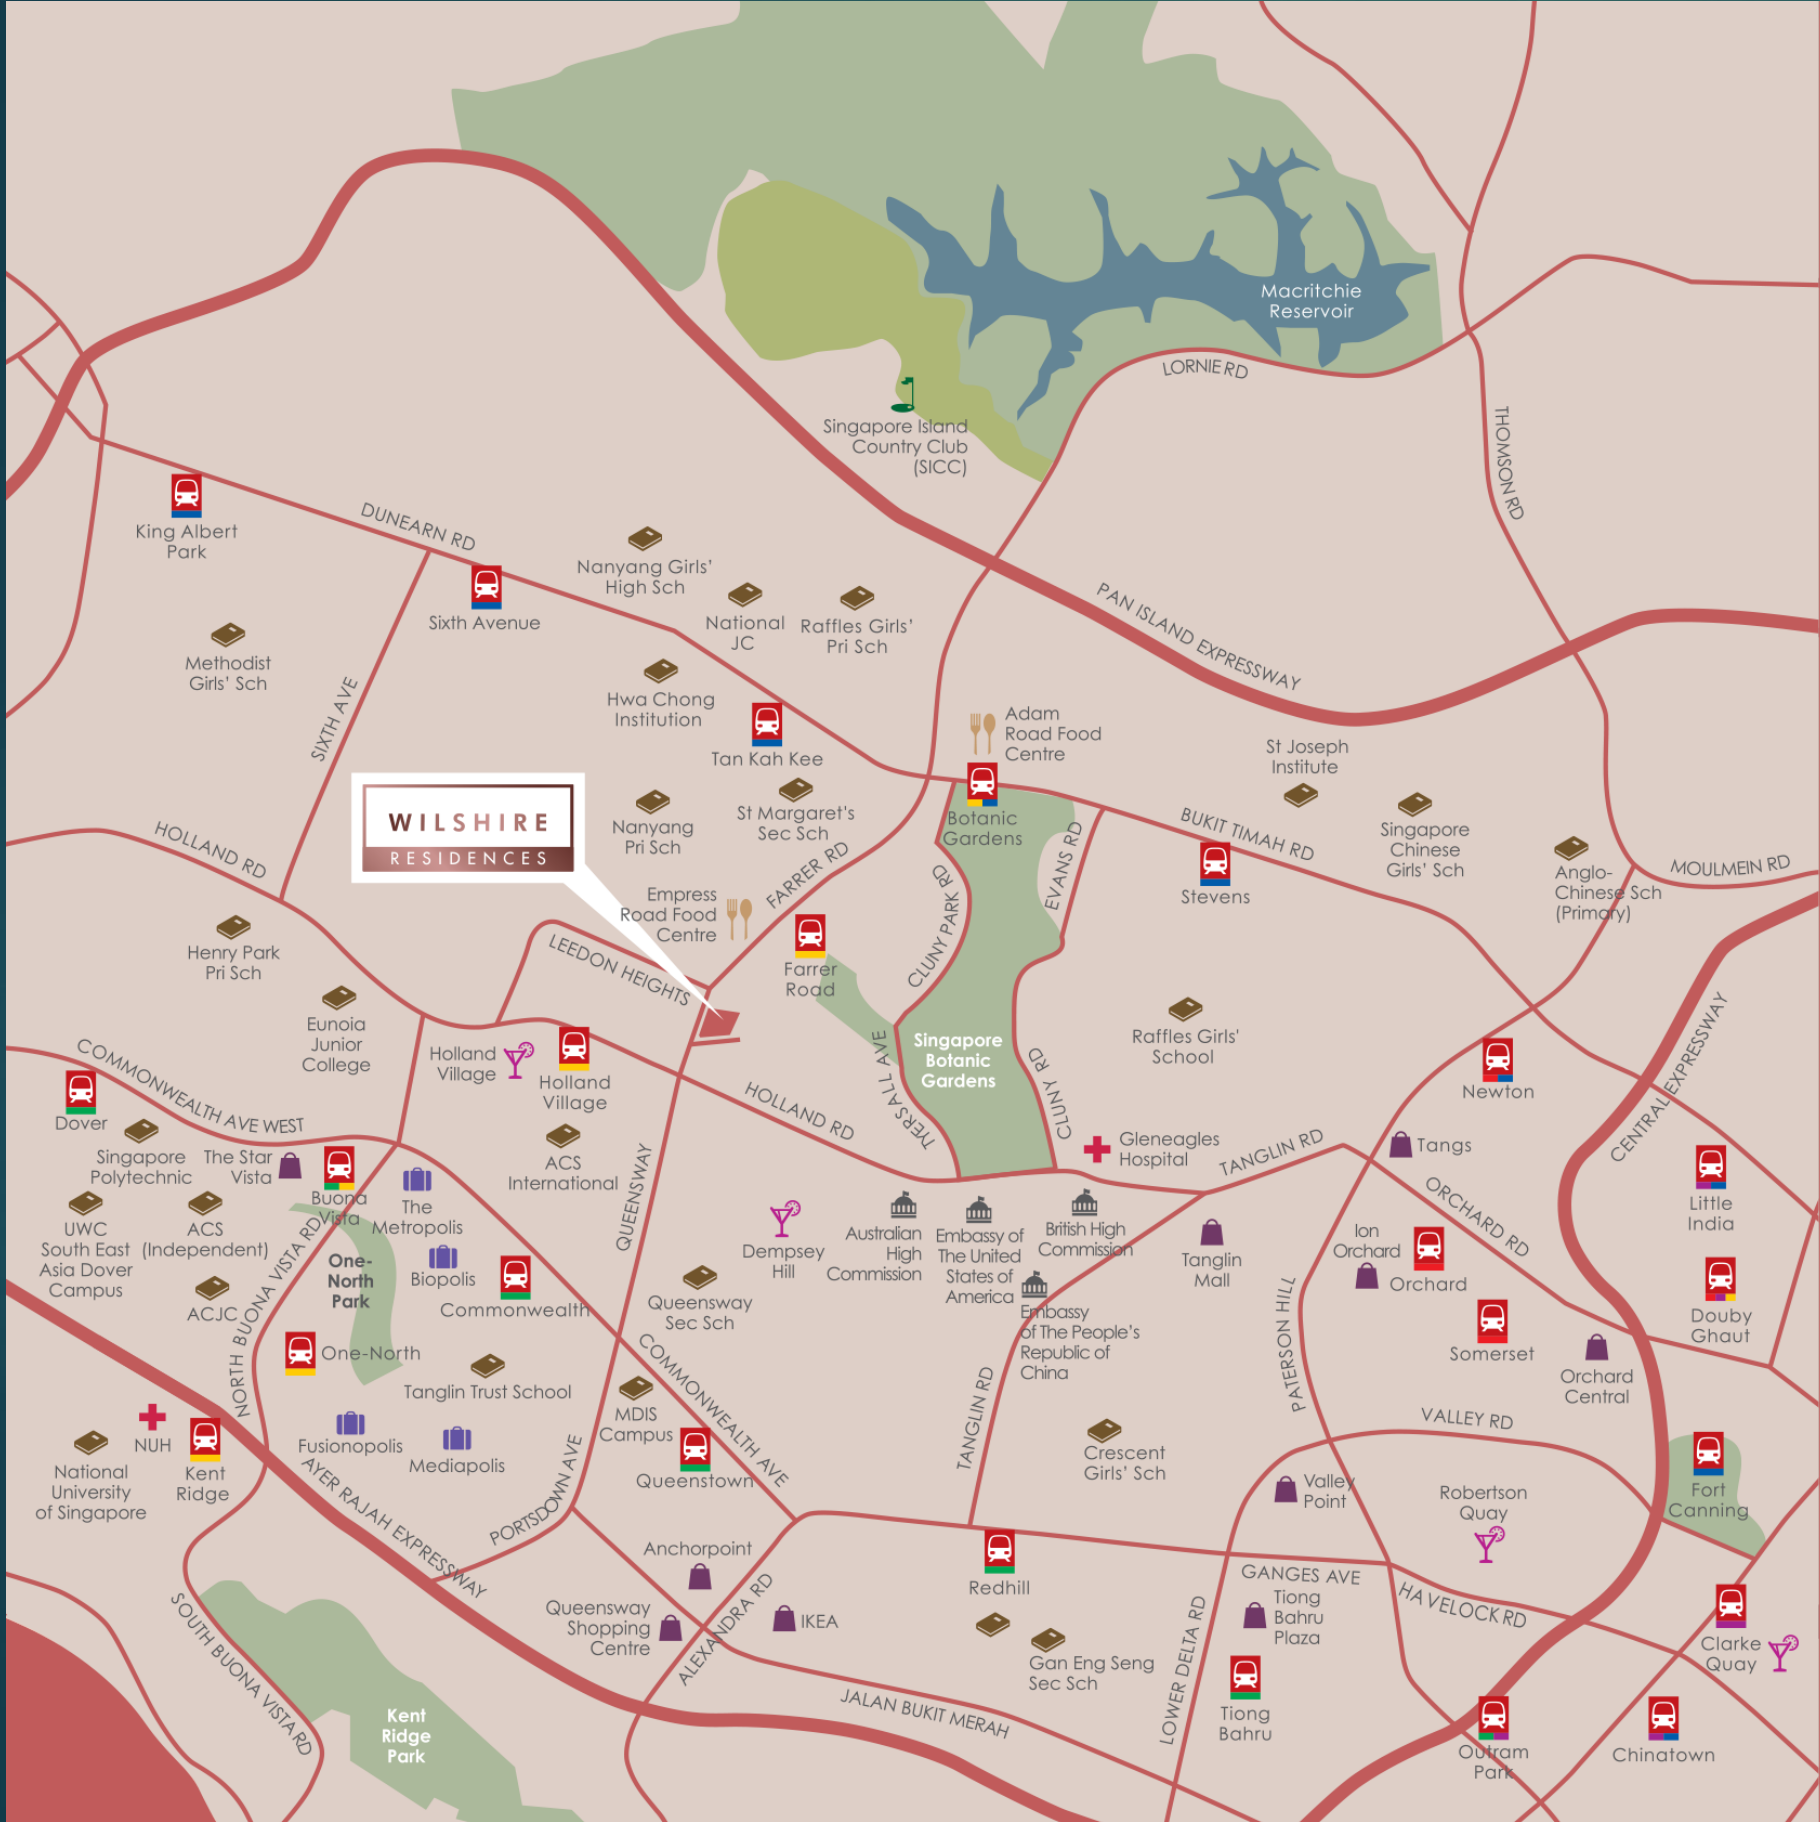 Macritchie
Reservoir
LORNIE RD
Singapore Island
Country Club
(SICC)
THOMSON RD
King Albert
Park
DUNEARN RD
Sixth Avenue
Nanyang Girls'
High Sch
National
JC
Raffles Girls'
Pri Sch
PAN ISLAND EXPRESSWAY
Methodist
Girls' Sch
SIXTH AVE
Hwa Chong
Institution
Tan Kah Kee
Adam
Road Food
Centre
St Joseph
Institute
WILSHIRE
RESIDENCES
Nanyang
Pri Sch
St Margaret's
Sec Sch
Botanic
Gardens
BUKIT TIMAH RD
Singapore
Chinese
Girls' Sch
HOLLAND RD
FARRER RD
EVANS RD
Stevens
Anglo-
Chinese Sch
(Primary)
MOULMEIN RD
Empress
Road Food
Centre
CLUNY PARK RD
Henry Park
Pri Sch
LEEDON HEIGHTS
Farrer
Road
Eunoia
Junior
College
Holland
Village
Holland
Village
TYERSALL AVE
Singapore
Botanic
Gardens
CLUNY RD
Raffles Girls'
School
Newton
CENTRAL EXPRESSWAY
COMMONWEALTH AVE WEST
Dover
HOLLAND RD
Singapore
Polytechnic
The Star
Vista
Buona
Vista
The
Metropolis
ACS
International
QUEENSWAY
Gleneagles
Hospital
TANGLIN RD
Tangs
ORCHARD RD
Little
India
UWC
South East
Asia Dover
Campus
ACS
(Independent)
ACJC
NORTH BUONA VISTA RD
One-
North
Park
Biopolis
Commonwealth
Queensway
Sec Sch
Dempsey
Hill
Australian
High
Commission
Embassy of
The United
States of
America
British High
Commission
Embassy
of The People's
Republic of
China
Tanglin
Mall
Ion
Orchard
Orchard
PATERSON HILL
Somerset
Orchard
Central
Douby
Ghaut
One-North
Tanglin Trust School
COMMONWEALTH AVE
TANGLIN RD
VALLEY RD
NUH
National
University
of Singapore
Kent
Ridge
Fusionopolis
Mediapolis
MDIS
Campus
Queenstown
Crescent
Girls' Sch
Valley
Point
Robertson
Quay
Fort
Canning
AYER RAJAH EXPRESSWAY
PORTSDOWN AVE
Anchorpoint
Redhill
GANGES AVE
HAVELOCK RD
SOUTH BUONA VISTA RD
Queensway
Shopping
Centre
ALEXANDRA RD
IKEA
Gan Eng Seng
Sec Sch
LOWER DELTA RD
Tiong
Bahru
Plaza
Tiong
Bahru
Clarke
Quay
JALAN BUKIT MERAH
Kent
Ridge
Park
Outram
Park
Chinatown